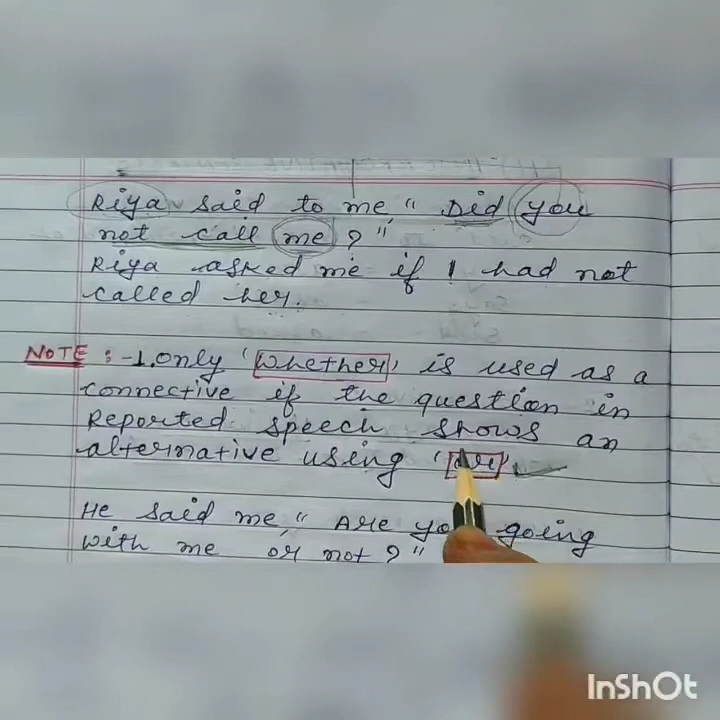 Riya said to me, " Did you
not call me ? ",
Riya asked me if I had not
called her.
NOTE : -1. Only 'whether' is used as a
connective if the question in
Reported speech shows an
alternative using '
He said me, " Are you going
with me or not ? "
InShOt